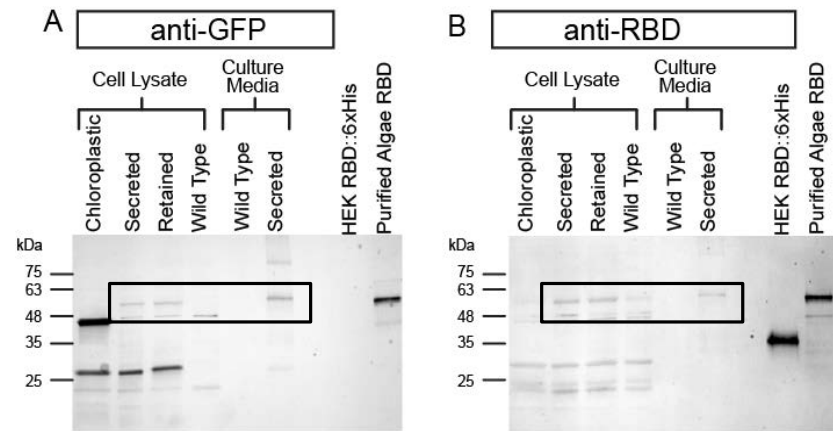 A
anti-GFP
Cell Lysate
Culture
Media
Chloroplastic
Secreted
Retained
Wild Type
Wild Type
Secreted
HEK RBD::6xHis
Purified Algae RBD
kDa
75
63
48
35
25
B
anti-RBD
Cell Lysate
Culture
Media
Chloroplastic
Secreted
Retained
Wild Type
Wild Type
Secreted
HEK RBD::6xHis
Purified Algae RBD
kDa
75
63
48
35
25